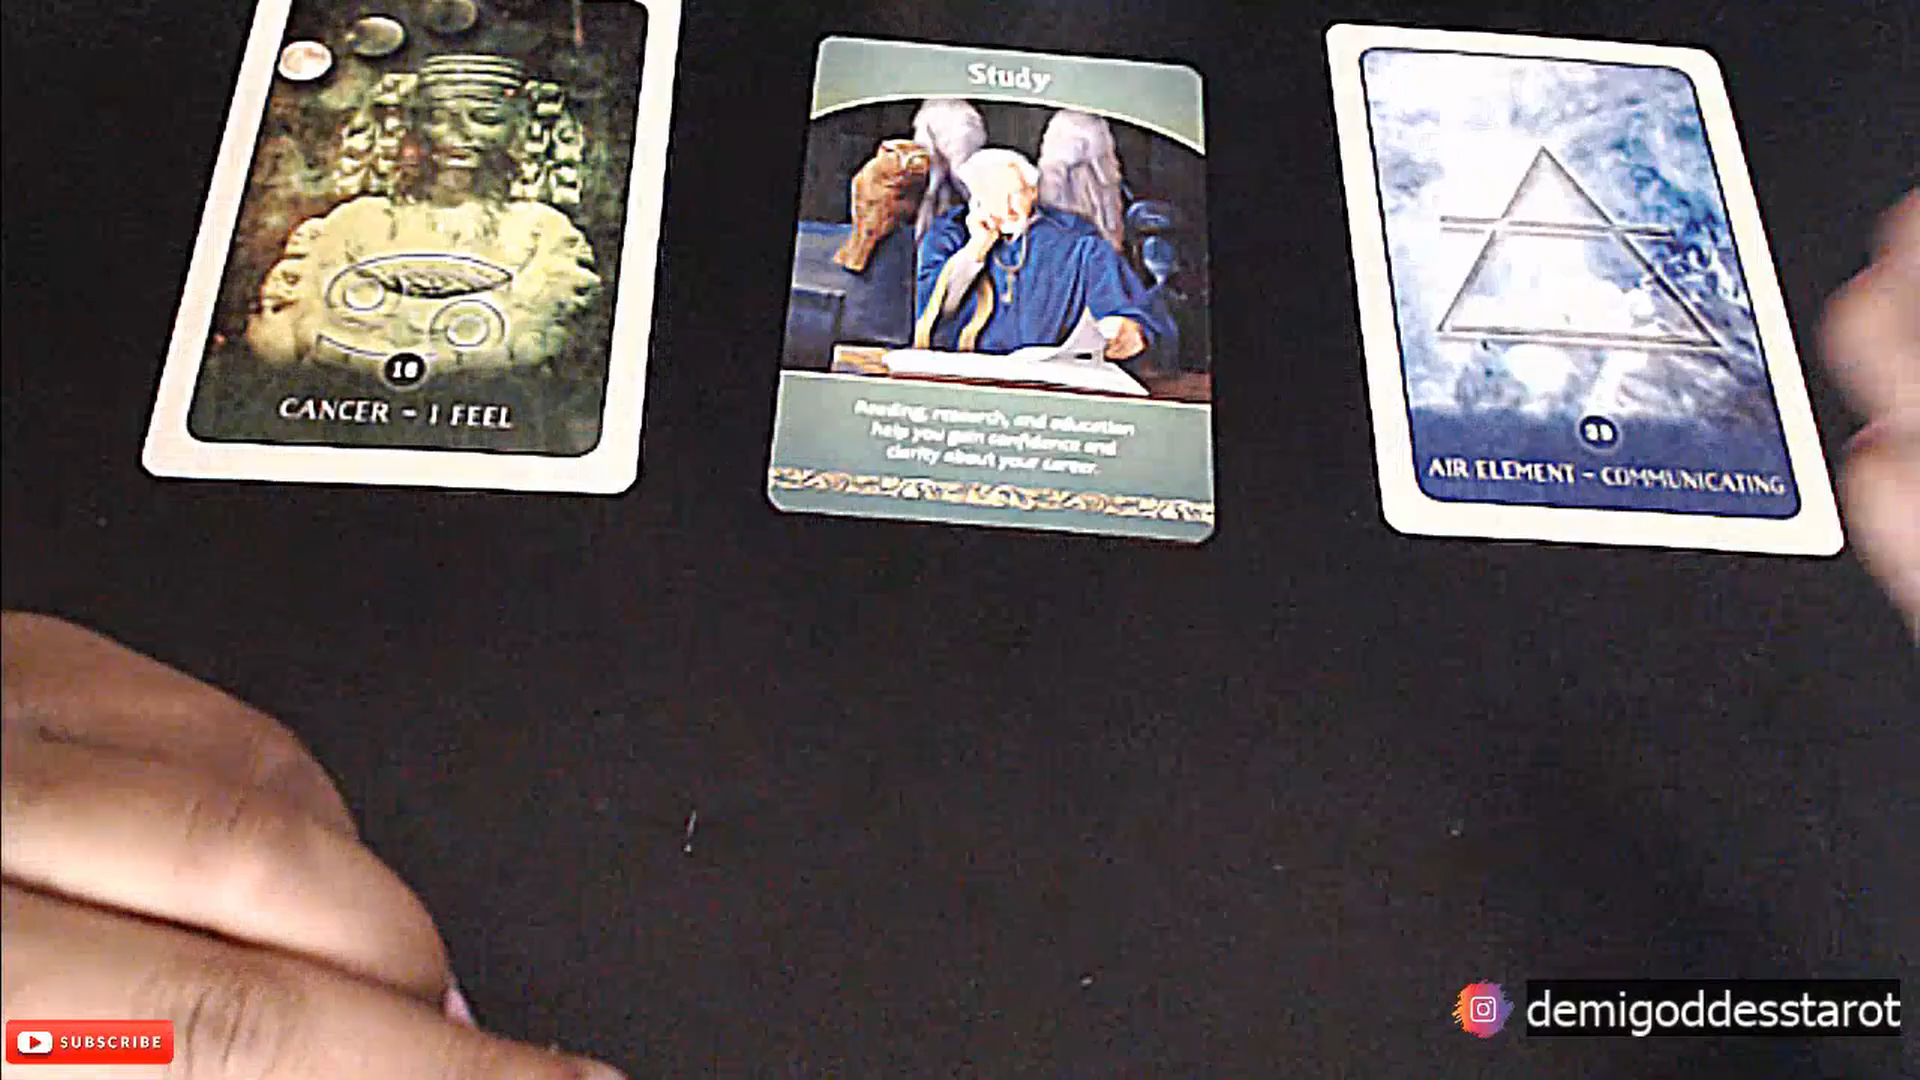 Study
Reading, research, and education
help you gain confidence and
clarity about your career.
CANCER - I FEEL
AIR ELEMENT - COMMUNICATING
SUBSCRIBE
demigoddesstarot